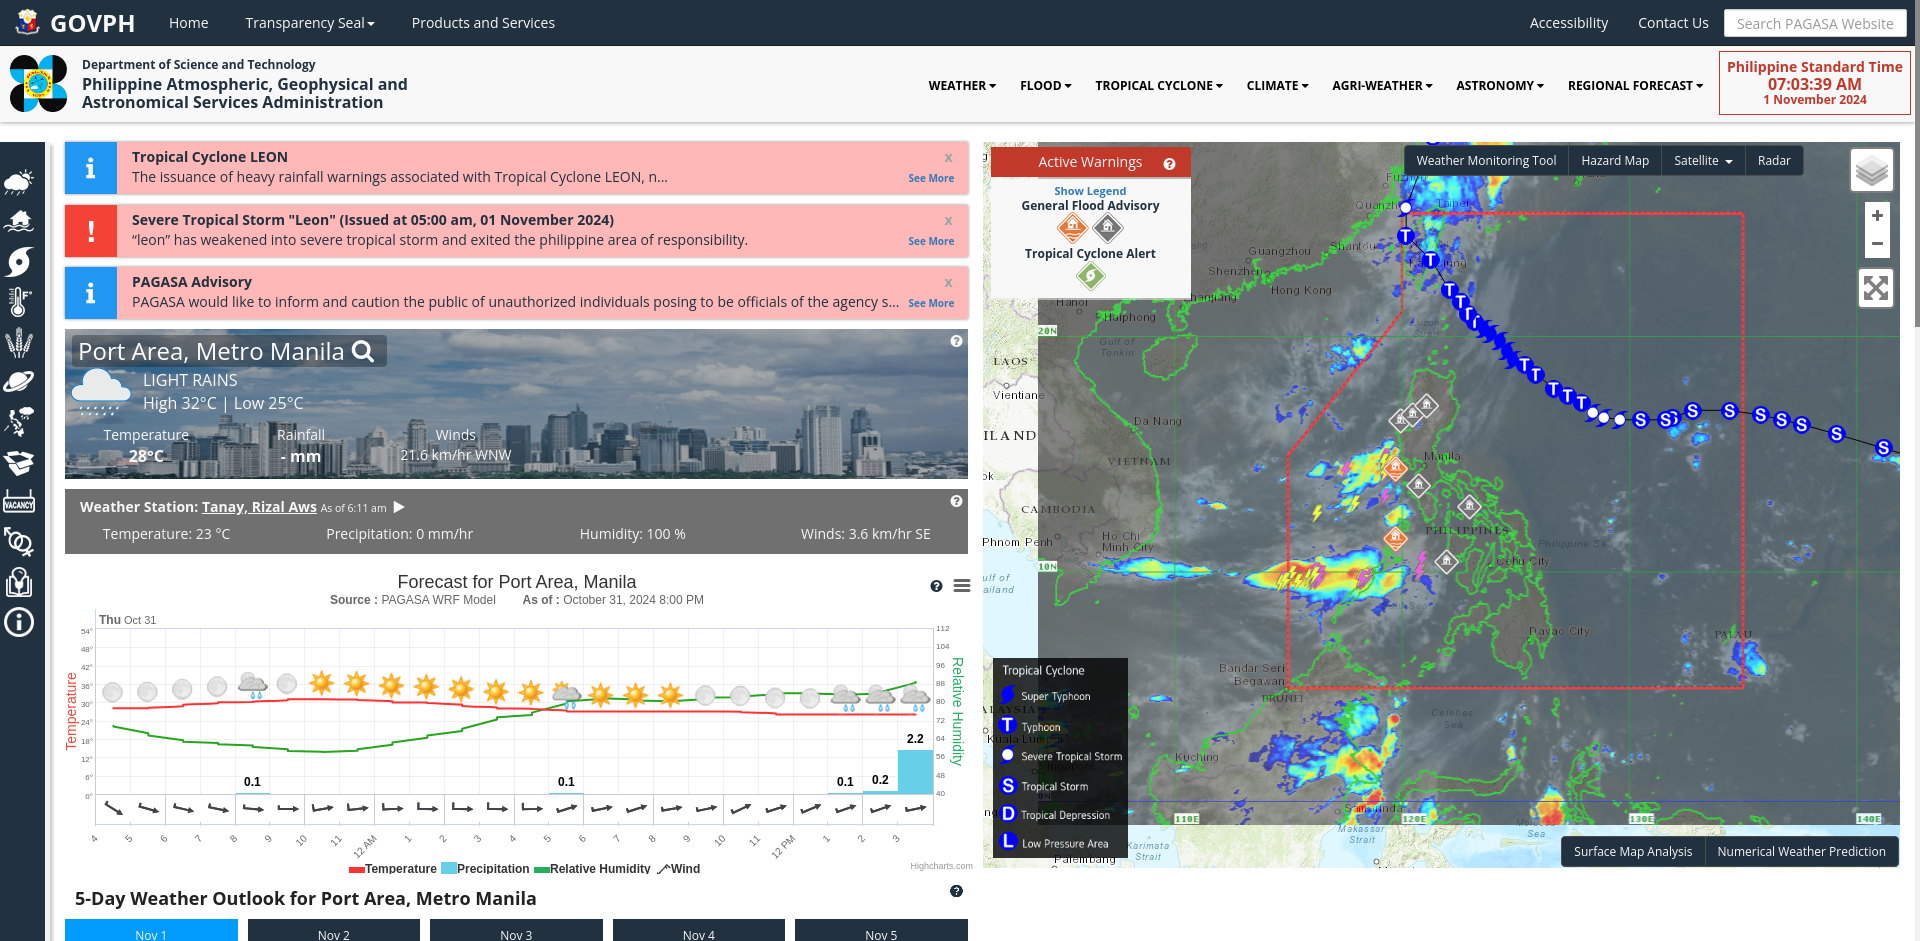 GOVPH
Home
Transparency Seal
Products and Services
Accessibility
Contact Us
Search PAGASA Website
Department of Science and Technology
Philippine Atmospheric, Geophysical and
Astronomical Services Administration
WEATHER
FLOOD
TROPICAL CYCLONE
CLIMATE
AGRI-WEATHER
ASTRONOMY
REGIONAL FORECAST
Philippine Standard Time
07:03:39 AM
1 November 2024
Tropical Cyclone LEON
x
The issuance of heavy rainfall warnings associated with Tropical Cyclone LEON, n...
See More
Severe Tropical Storm "Leon" (Issued at 05:00 am, 01 November 2024)
x
“leon” has weakened into severe tropical storm and exited the philippine area of responsibility.
See More
PAGASA Advisory
x
PAGASA would like to inform and caution the public of unauthorized individuals posing to be officials of the agency s...
See More
Port Area, Metro Manila
LIGHT RAINS
High 32°C | Low 25°C
Temperature
Rainfall
Winds
28°C
- mm
21.6 km/hr WNW
Weather Station: Tanay, Rizal Aws As of 6:11 am
Temperature: 23 °C
Precipitation: 0 mm/hr
Humidity: 100 %
Winds: 3.6 km/hr SE
VACANCY
Forecast for Port Area, Manila
Source : PAGASA WRF Model As of : October 31, 2024 8:00 PM
Thu Oct 31
54°
48°
42°
36°
30°
24°
18°
12°
6°
0°
Temperature
112
104
96
88
80
72
64
56
48
40
Relative Humidity
0.1
0.1
0.1
0.2
2.2
4
5
6
7
8
9
10
11
12 AM
1
2
3
4
5
6
7
8
9
10
11
12 PM
1
2
3
Temperature
Precipitation
Relative Humidity
Wind
Highcharts.com
5-Day Weather Outlook for Port Area, Metro Manila
Nov 1
Nov 2
Nov 3
Nov 4
Nov 5
Active Warnings
Show Legend
General Flood Advisory
Tropical Cyclone Alert
Weather Monitoring Tool
Hazard Map
Satellite
Radar
+
−
Quanzh
Taipei
Guangzhou
Shantou
Shenzhen
Hong Kong
Hanoi
Zhanjiang
Haiphong
Gulf of
Tonkin
20N
LAOS
Vientiane
Da Nang
ILAND
VIETNAM
Manila
CAMBODIA
PHILIPPINES
Phnom Penh
Ho Chi
Minh City
Philippine Sea
Cebu City
10N
Davao City
PALAU
Bandar Seri
Begawan
BRUNEI
Celebes
Sea
Kuching
Samarinda
Makassar
Strait
Karimata
Strait
Palembang
110E
120E
130E
140E
Tropical Cyclone
Super Typhoon
T Typhoon
Severe Tropical Storm
S Tropical Storm
D Tropical Depression
L Low Pressure Area
Surface Map Analysis
Numerical Weather Prediction